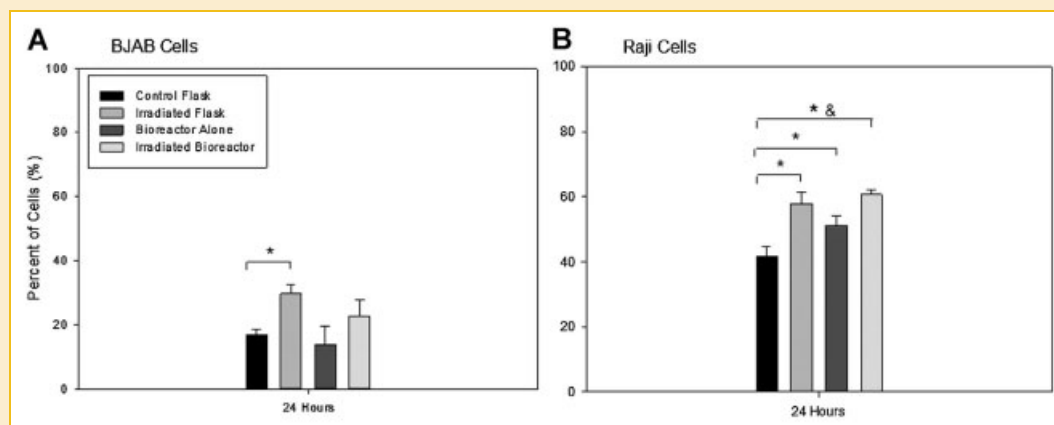 A BJAB Cells
Percent of Cells (%)
100
80
60
40
20
0
Control Flask
Irradiated Flask
Bioreactor Alone
Irradiated Bioreactor
*
24 Hours
B Raji Cells
100
80
60
40
20
0
* &
*
*
24 Hours